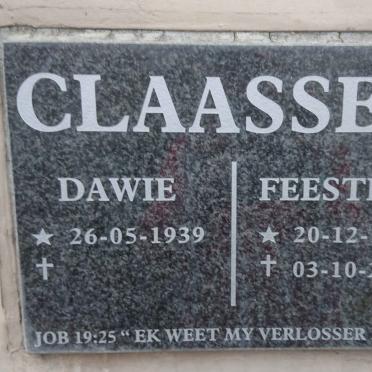 CLAASSE
DAWIE FEESTE
★ 26-05-1939 ★ 20-12-
✝ ✝ 03-10-
JOB 19:25 “ EK WEET MY VERLOSSER